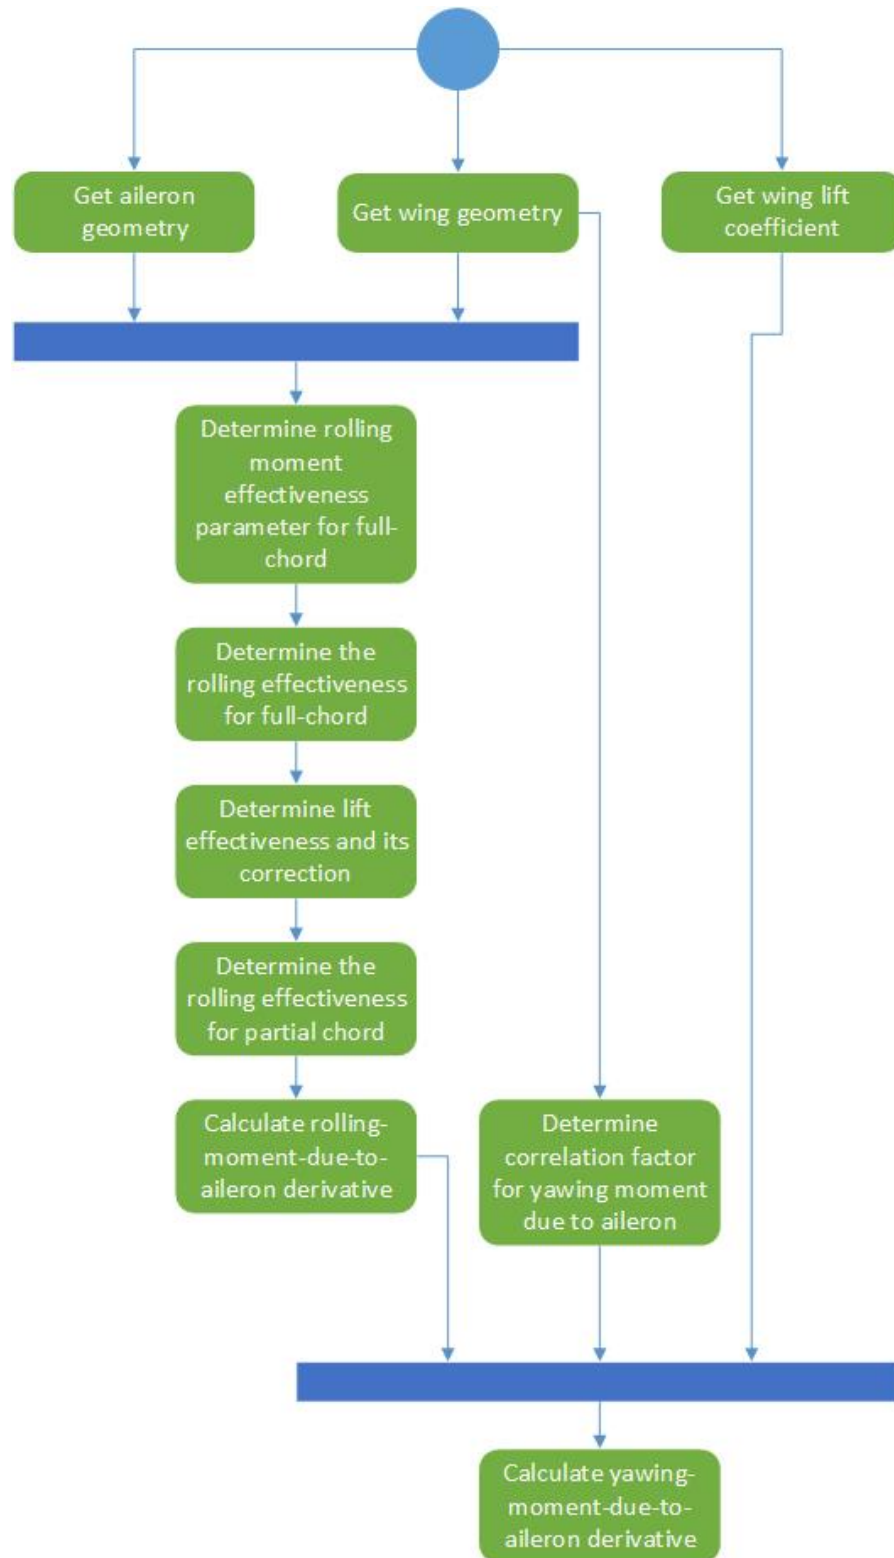 Get aileron
geometry
Get wing geometry
Get wing lift
coefficient
Determine rolling
moment
effectiveness
parameter for full-
chord
Determine the
rolling effectiveness
for full-chord
Determine lift
effectiveness and its
correction
Determine the
rolling effectiveness
for partial chord
Calculate rolling-
moment-due-to-
aileron derivative
Determine
correlation factor
for yawing moment
due to aileron
Calculate yawing-
moment-due-to-
aileron derivative